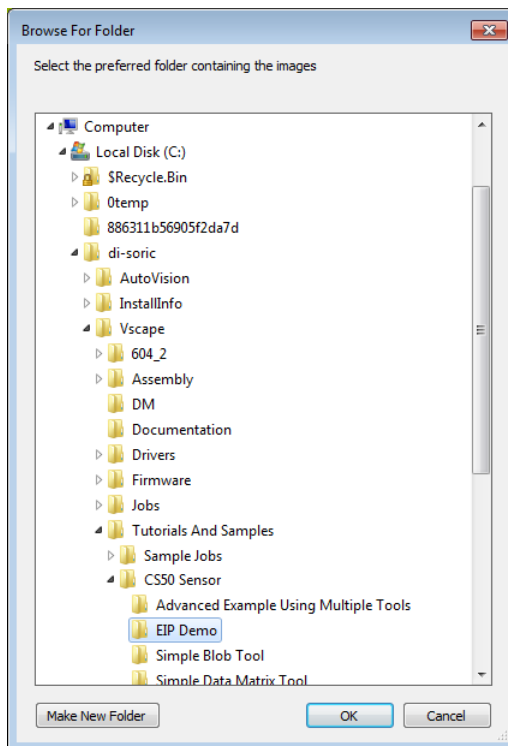 Browse For Folder
Select the preferred folder containing the images
Computer
Local Disk (C:)
$Recycle.Bin
0temp
886311b56905f2da7d
di-soric
AutoVision
InstallInfo
Vscape
604_2
Assembly
DM
Documentation
Drivers
Firmware
Jobs
Tutorials And Samples
Sample Jobs
CS50 Sensor
Advanced Example Using Multiple Tools
EIP Demo
Simple Blob Tool
Simple Data Matrix Tool
Make New Folder OK Cancel